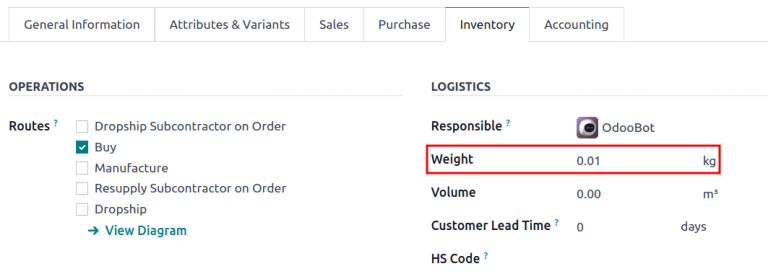 General Information Attributes & Variants Sales Purchase Inventory Accounting
OPERATIONS
Routes ? Dropship Subcontractor on Order
Buy
Manufacture
Resupply Subcontractor on Order
Dropship
→ View Diagram
LOGISTICS
Responsible ? OdooBot
Weight 0.01 kg
Volume 0.00 m³
Customer Lead Time ? 0 days
HS Code ?